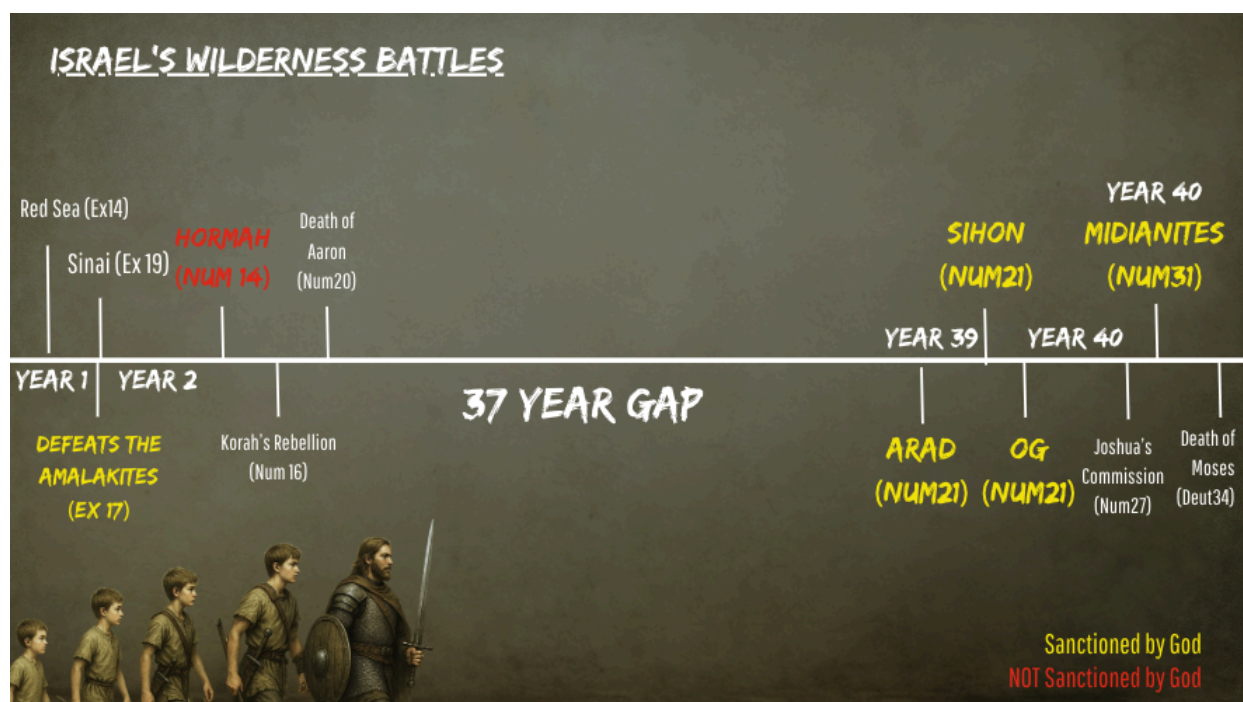 ISRAEL'S WILDERNESS BATTLES
Red Sea (Ex14)
Sinai (Ex 19)
HORMAH
(NUM 14)
Death of
Aaron
(Num20)
SIHON
(NUM21)
YEAR 40
MIDIANITES
(NUM31)
YEAR 39
YEAR 40
YEAR 1
YEAR 2
37 YEAR GAP
DEFEATS THE
AMALAKITES
(EX 17)
Korah's Rebellion
(Num 16)
ARAD
(NUM21)
OG
(NUM21)
Joshua's
Commission
(Num27)
Death of
Moses
(Deut34)
Sanctioned by God
NOT Sanctioned by God